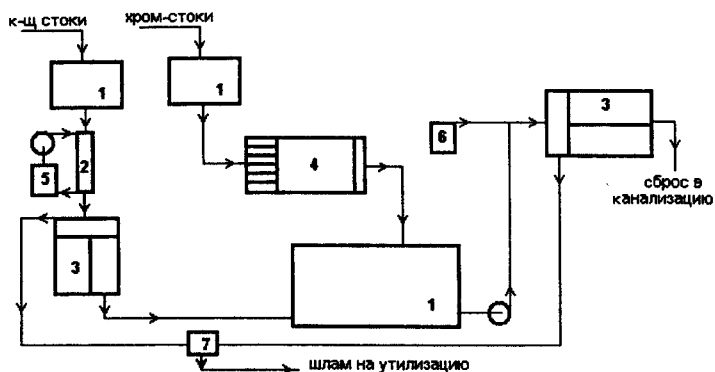 к-щ стоки
хром-стоки
1
1
3
6
2
4
5
сброс в
канализацию
3
1
7
шлам на утилизацию